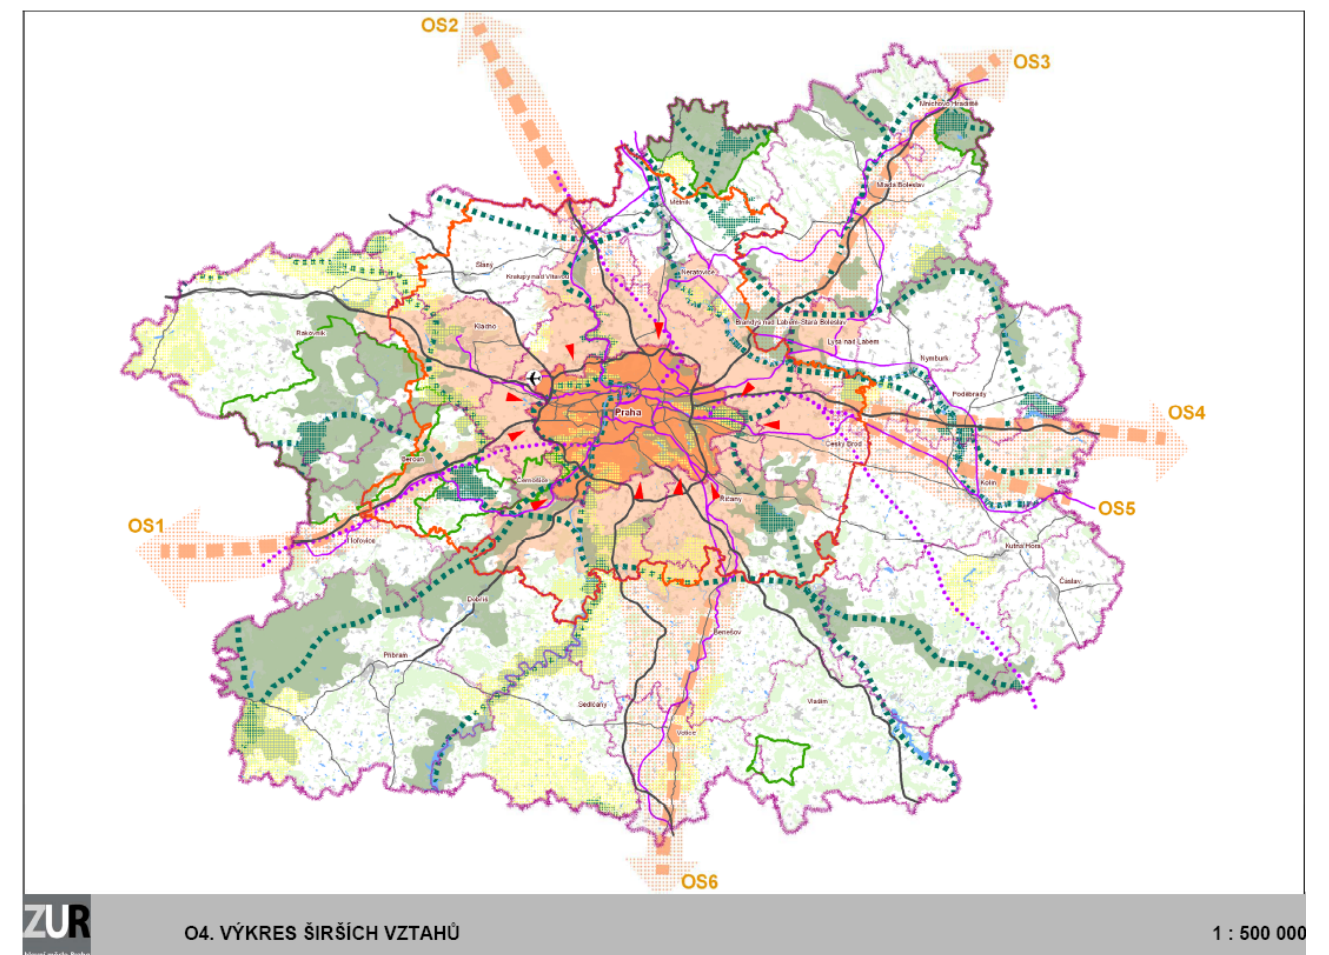 OS2
OS3
Mnichovo Hradiště
Mladá Boleslav
Mělník
Slaný
Kralupy nad Vltavou
Neratovice
Rakovník
Kladno
Brandýs nad Labem-Stará Boleslav
Lysá nad Labem
Nymburk
Poděbrady
Praha
OS4
Český Brod
Beroun
Černošice
Kolín
Říčany
OS5
OS1
Hořovice
Kutná Hora
Čáslav
Dobříš
Benešov
Příbram
Sedlčany
Vlašim
Votice
OS6
ZUR
O4. VÝKRES ŠIRŠÍCH VZTAHŮ
1 : 500 000